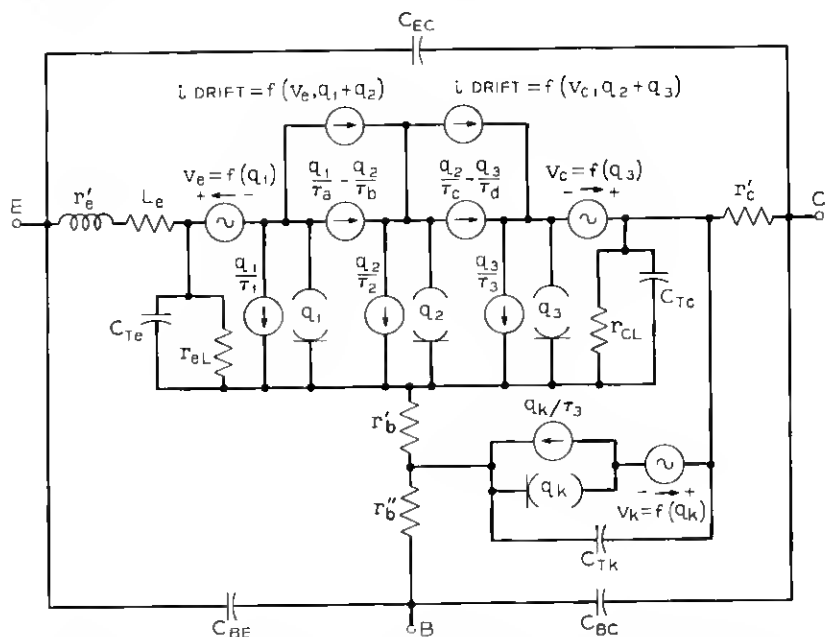 C_EC
i DRIFT = f(v_e, q_1 + q_2)
i DRIFT = f(v_c, q_2 + q_3)
v_e = f(q_1)
q_1/τ_a - q_2/τ_b
q_2/τ_c - q_3/τ_d
v_c = f(q_3)
+ ← -
- → +
E
r'_e
L_e
r'_c
C
q_1/τ_1
q_1
q_2/τ_2
q_2
q_3/τ_3
q_3
C_Te
r_eL
r_CL
C_Tc
r'_b
q_k/τ_3
q_k
- → +
v_k = f(q_k)
r''_b
C_Tk
C_BE
B
C_BC